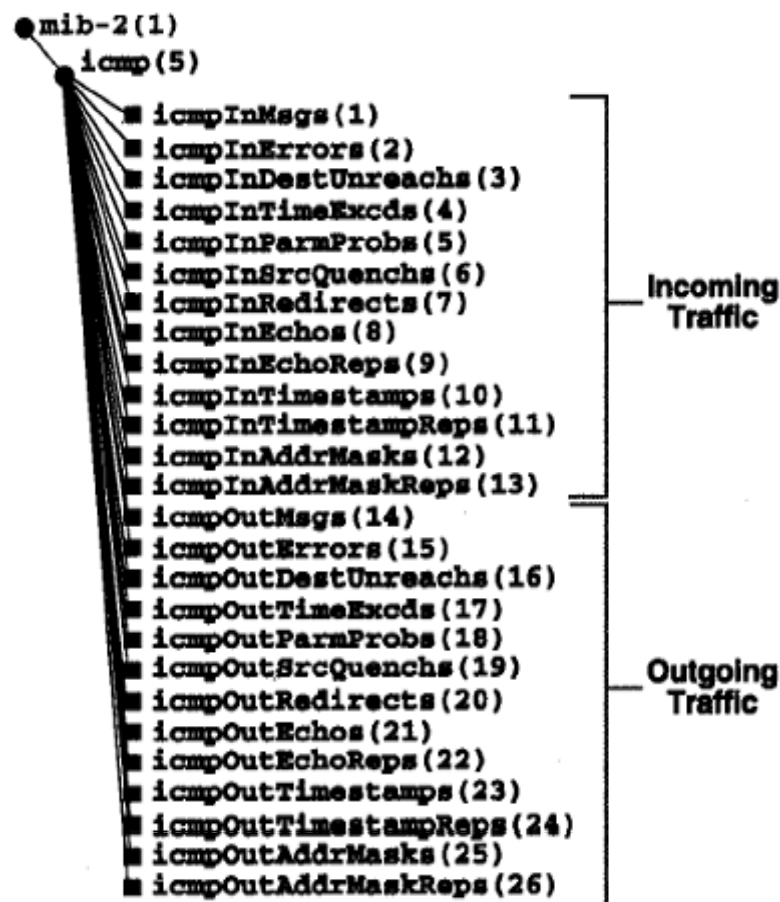 mib-2(1)
icmp(5)
icmpInMsgs(1)
icmpInErrors(2)
icmpInDestUnreachs(3)
icmpInTimeExcds(4)
icmpInParmProbs(5)
icmpInSrcQuenchs(6)
icmpInRedirects(7)
icmpInEchos(8)
icmpInEchoReps(9)
icmpInTimestamps(10)
icmpInTimestampReps(11)
icmpInAddrMasks(12)
icmpInAddrMaskReps(13)
Incoming
Traffic
icmpOutMsgs(14)
icmpOutErrors(15)
icmpOutDestUnreachs(16)
icmpOutTimeExcds(17)
icmpOutParmProbs(18)
icmpOutSrcQuenchs(19)
icmpOutRedirects(20)
icmpOutEchos(21)
icmpOutEchoReps(22)
icmpOutTimestamps(23)
icmpOutTimestampReps(24)
icmpOutAddrMasks(25)
icmpOutAddrMaskReps(26)
Outgoing
Traffic